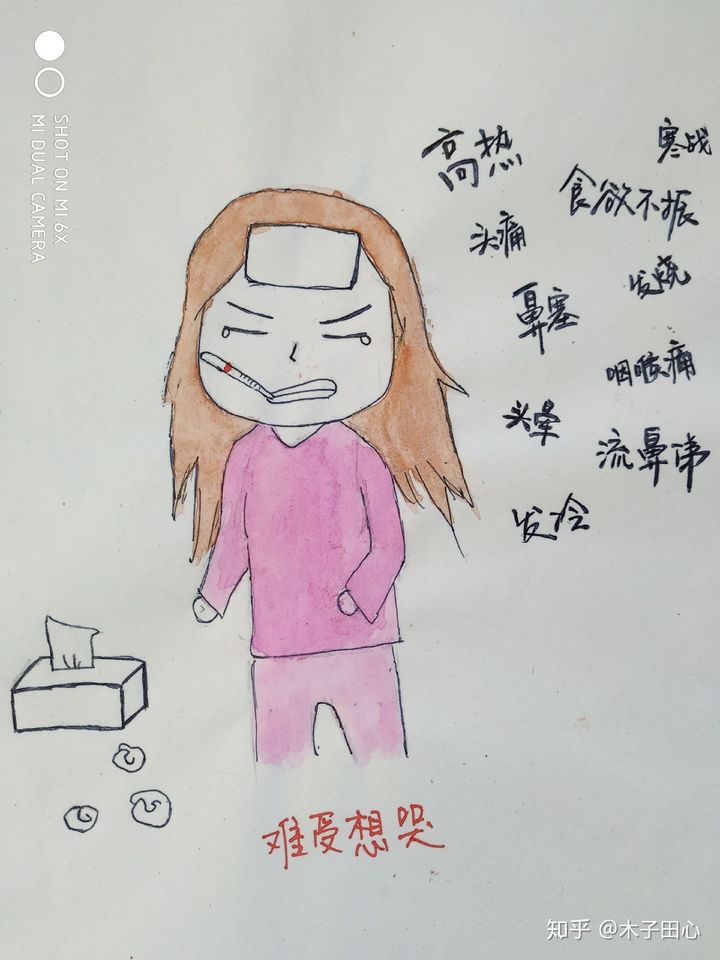 SHOT ON MI 6X
MI DUAL CAMERA
高热
寒战
食欲不振
头痛
发烧
鼻塞
咽喉痛
头晕
流鼻涕
发冷
难受想哭
知乎 @木子田心